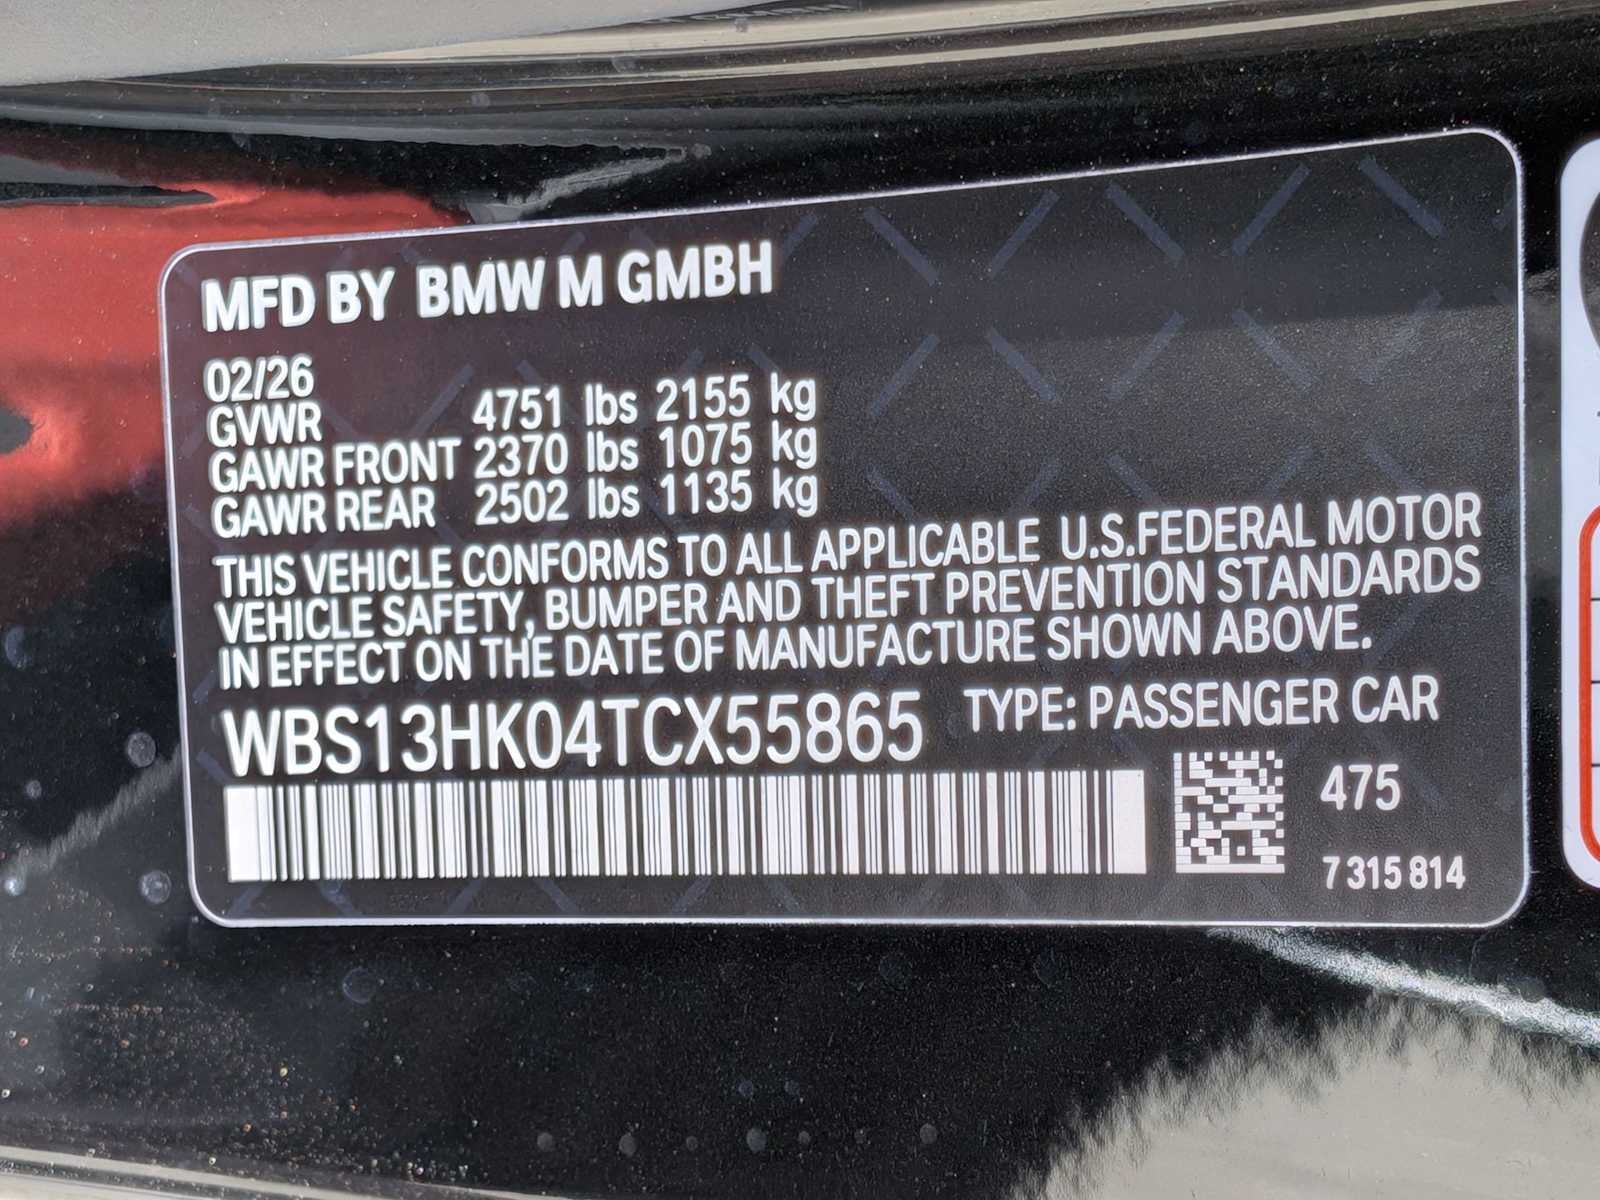 MFD BY BMW M GMBH
02/26
GVWR 4751 lbs 2155 kg
GAWR FRONT 2370 lbs 1075 kg
GAWR REAR 2502 lbs 1135 kg
THIS VEHICLE CONFORMS TO ALL APPLICABLE U.S.FEDERAL MOTOR
VEHICLE SAFETY, BUMPER AND THEFT PREVENTION STANDARDS
IN EFFECT ON THE DATE OF MANUFACTURE SHOWN ABOVE.
WBS13HK04TCX55865 TYPE: PASSENGER CAR
475
7 315 814